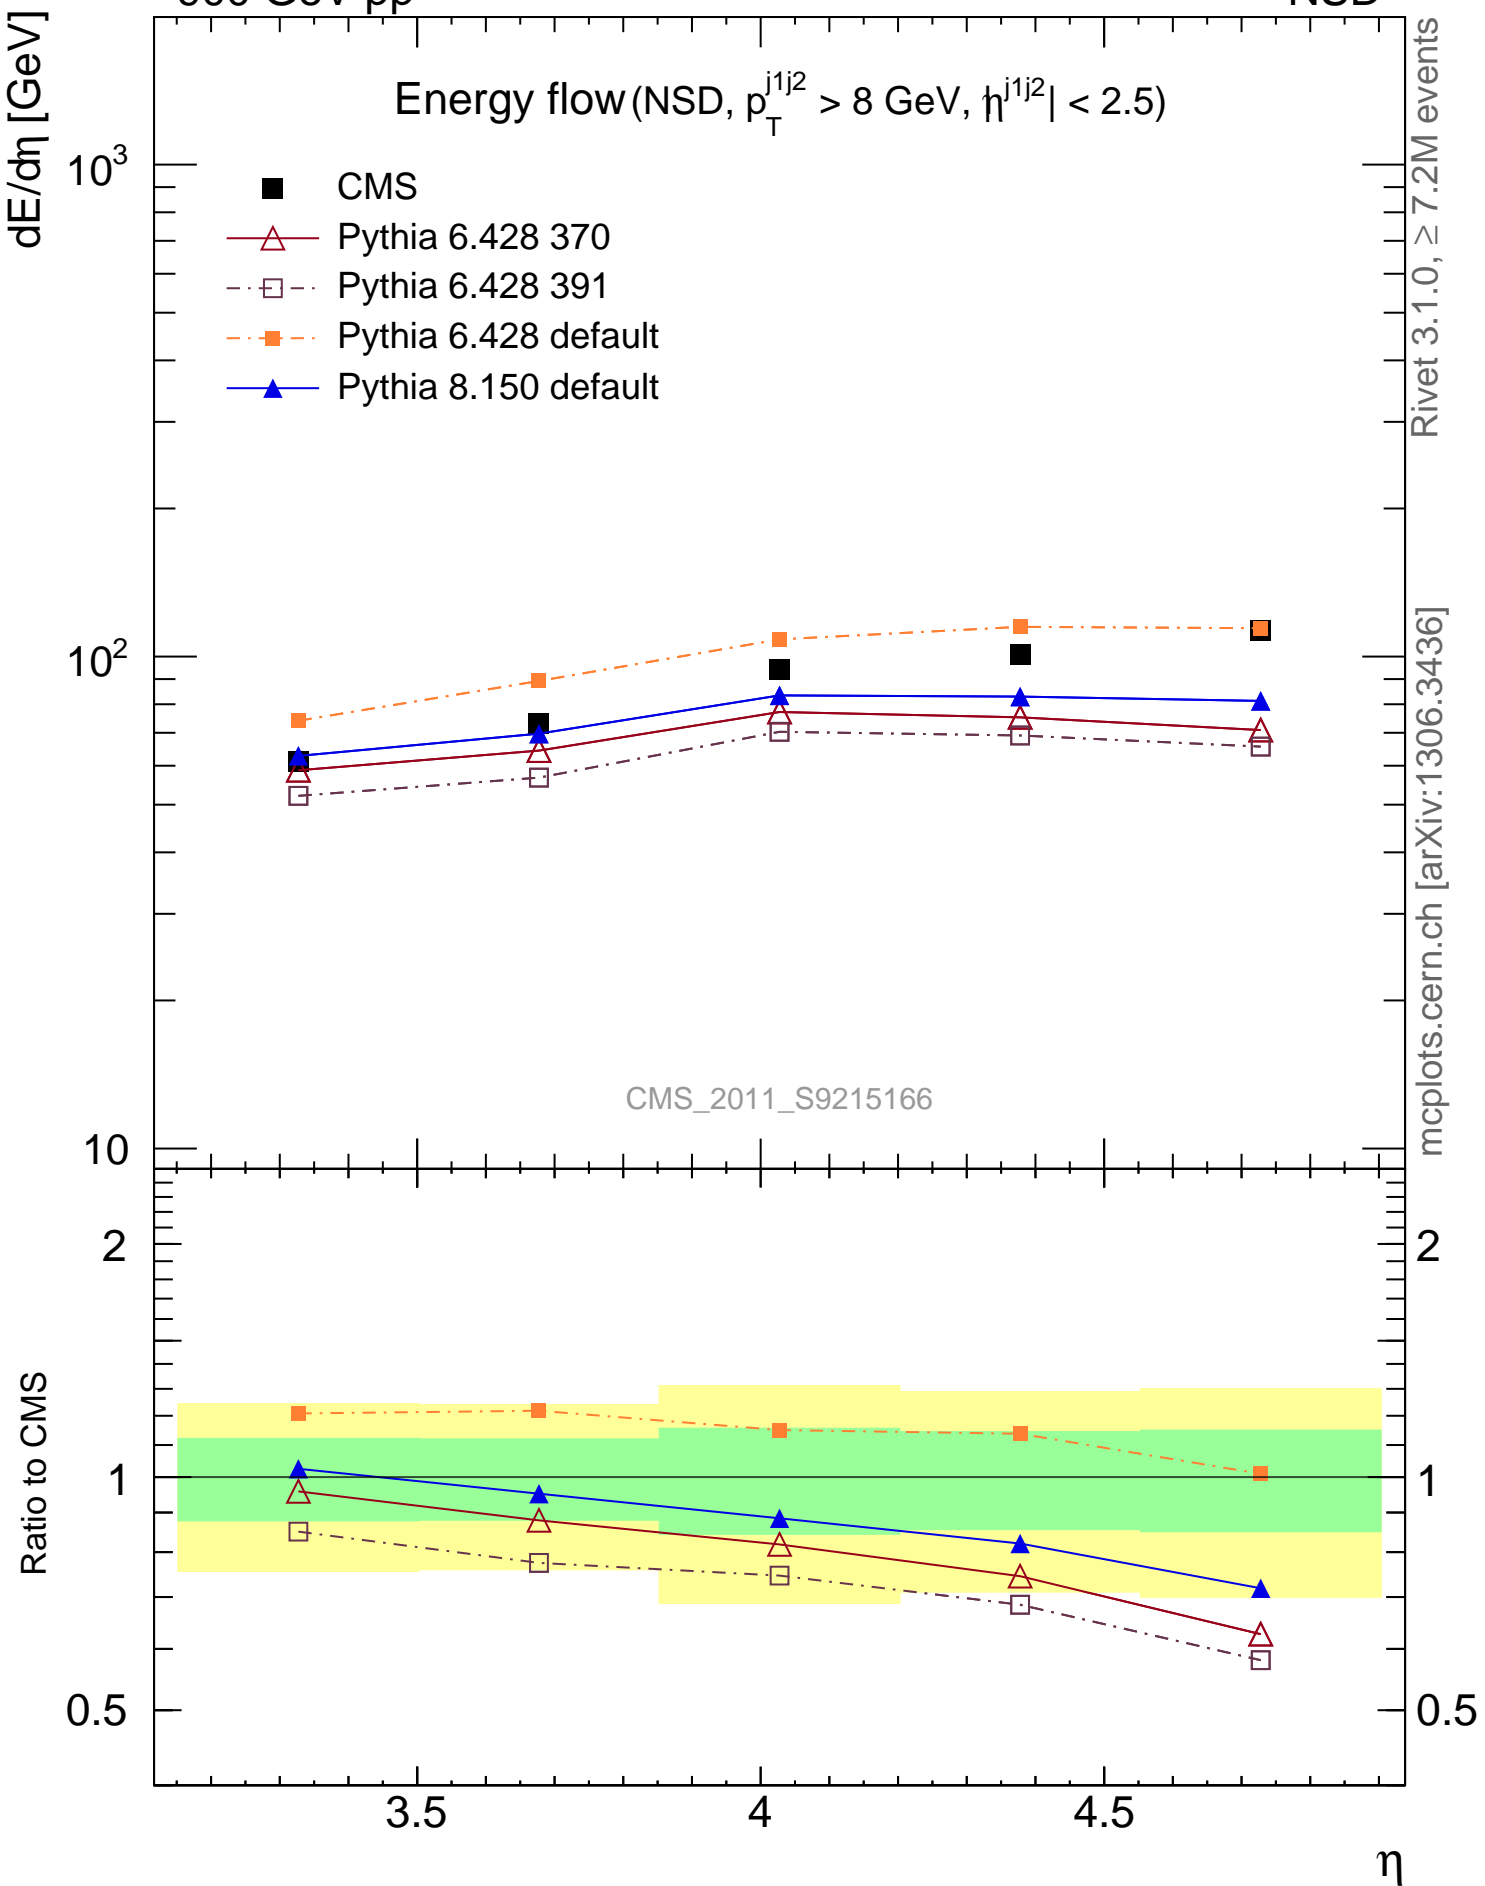 dE/dη [GeV]
Energy flow (NSD, p_T^{j1j2} > 8 GeV, |η^{j1j2}| < 2.5)
CMS
Pythia 6.428 370
Pythia 6.428 391
Pythia 6.428 default
Pythia 8.150 default
10^3
10^2
10
CMS_2011_S9215166
Rivet 3.1.0, ≥ 7.2M events
mcplots.cern.ch [arXiv:1306.3436]
Ratio to CMS
2
1
0.5
2
1
0.5
3.5 4 4.5
η